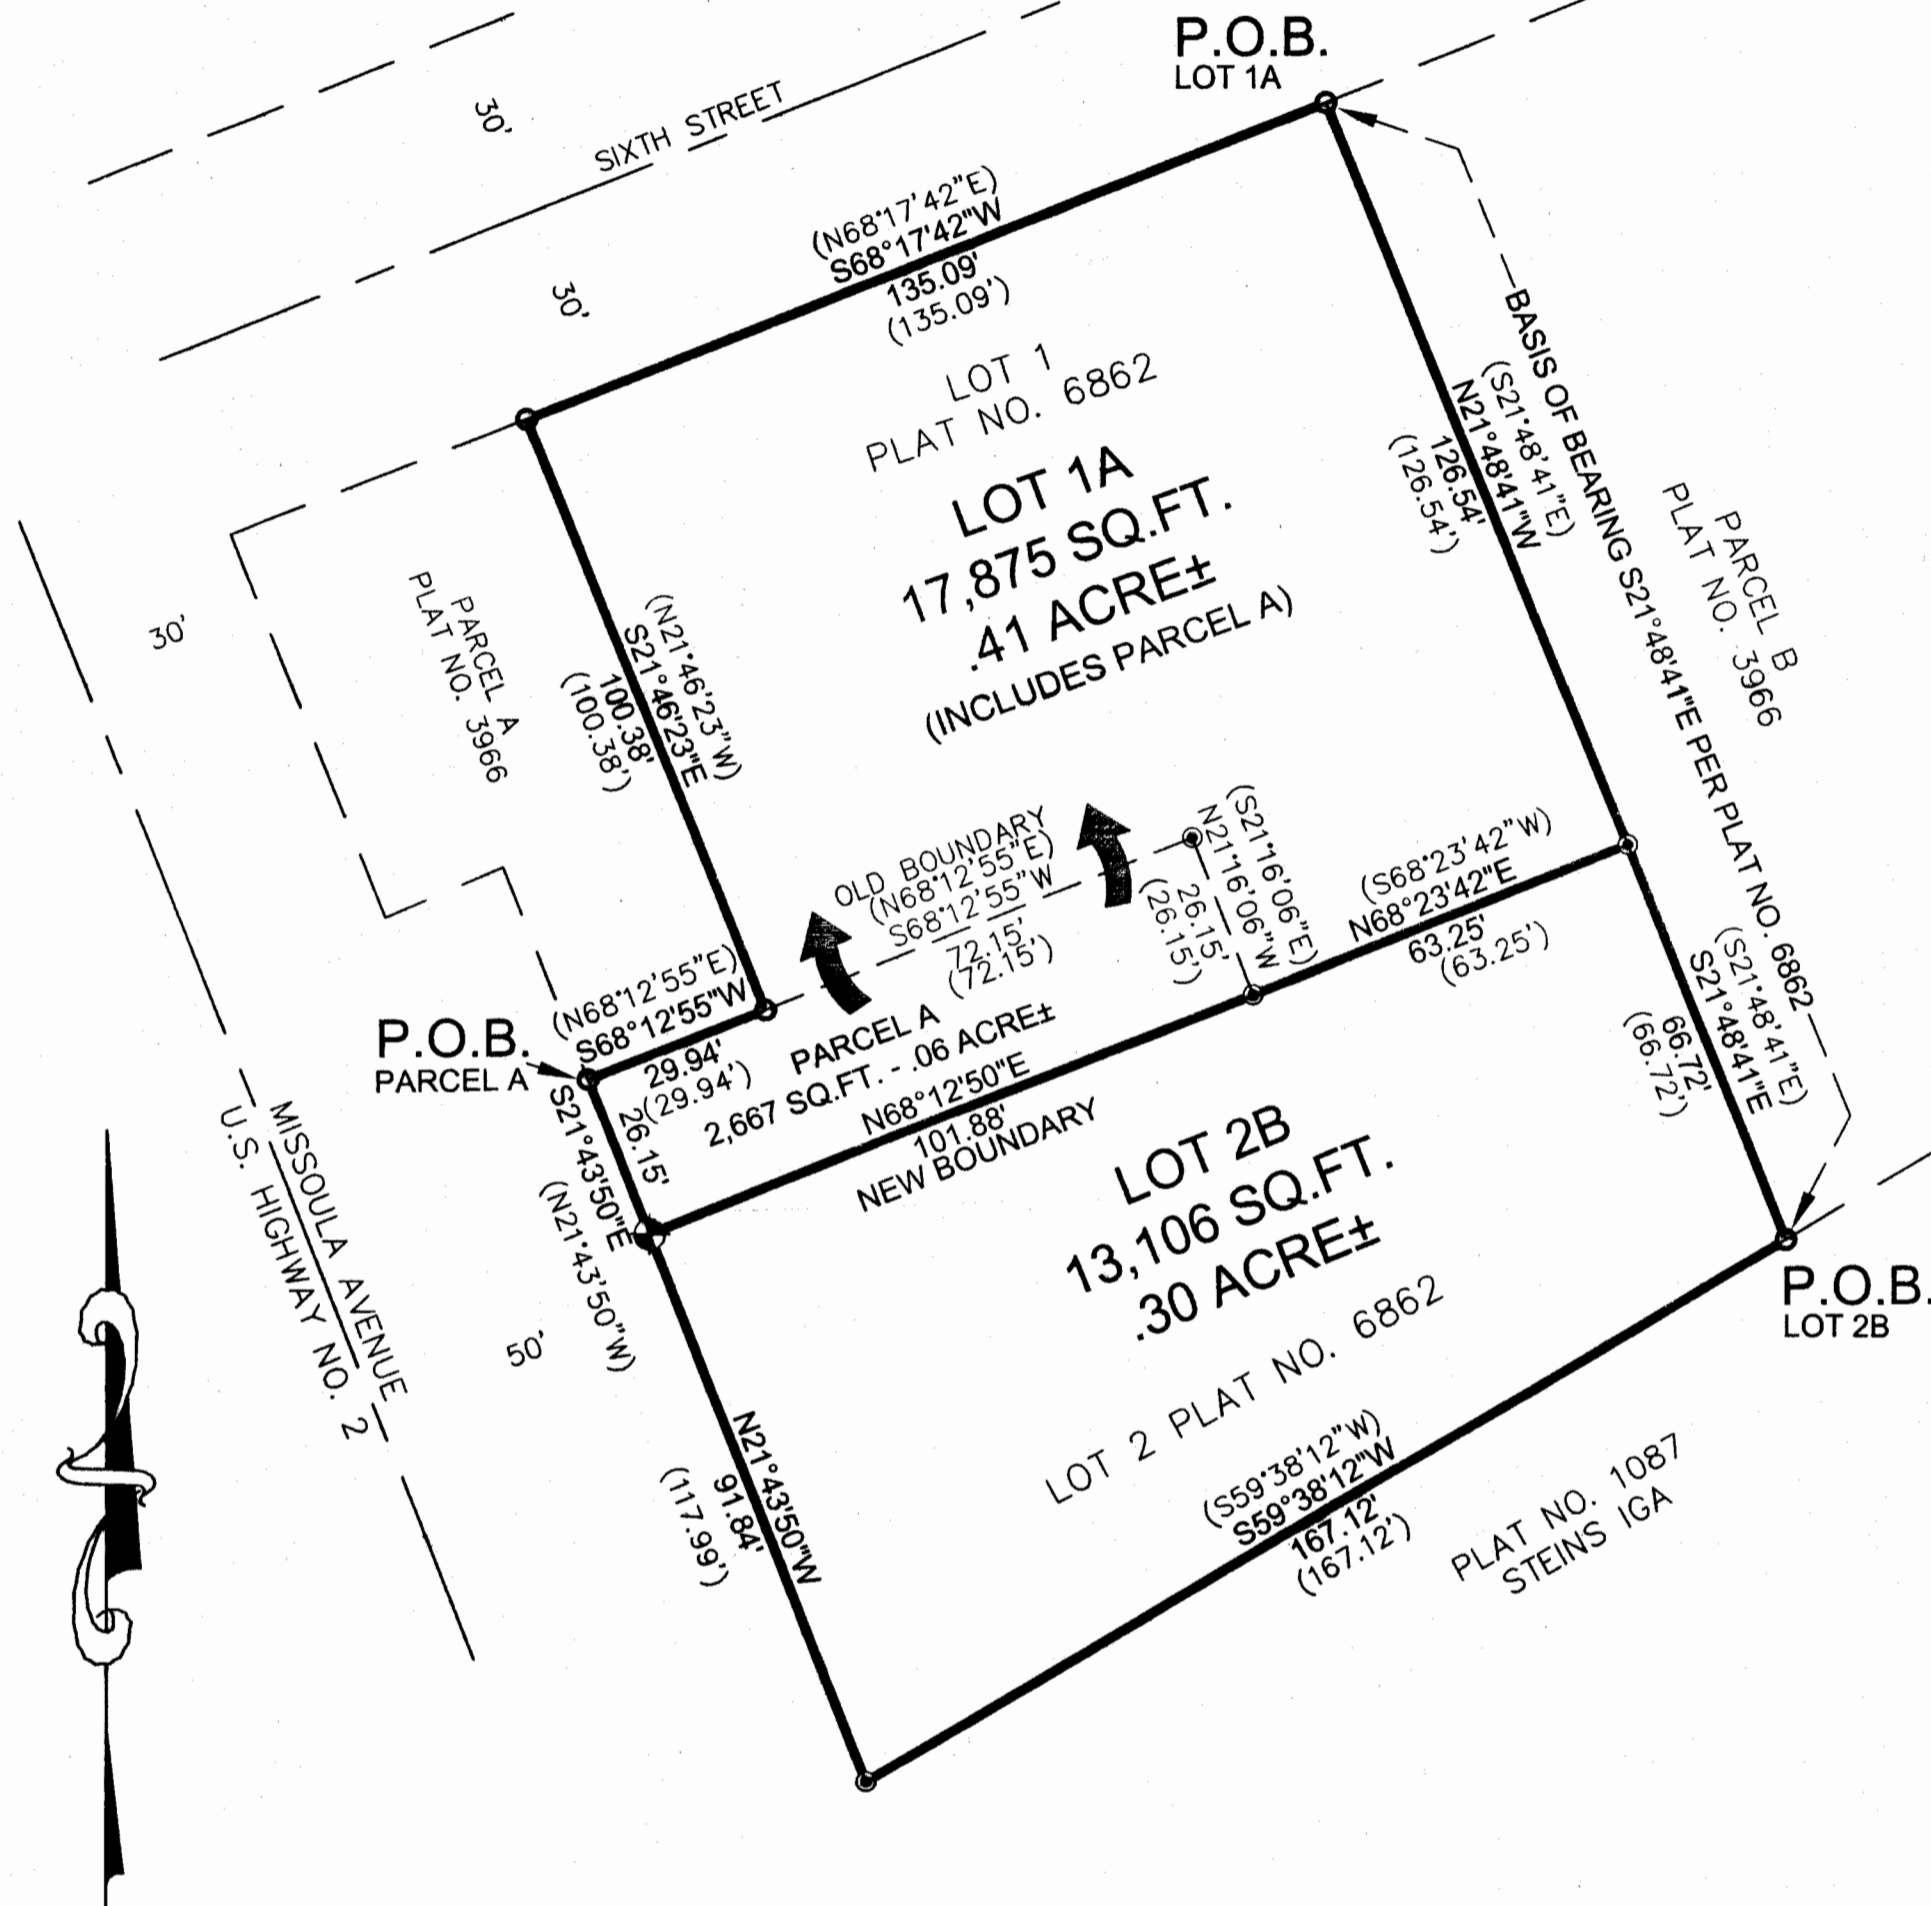 P.O.B.
LOT 1A
30'
SIXTH STREET
(N68°17'42"E)
S68°17'42"W
135.09'
(135.09')
30'
LOT 1
PLAT NO. 6862
LOT 1A
17,875 SQ.FT.
.41 ACRE±
(INCLUDES PARCEL A)
BASIS OF BEARING S21°48'41"E PER PLAT NO. 6862
(S21°48'41"E)
N21°48'41"W
126.54'
(126.54')
PARCEL B
PLAT NO. 3966
30'
PARCEL A
PLAT NO. 3966
(N21°46'23"W)
S21°46'23"E
100.38'
(100.38')
OLD BOUNDARY
(N68°12'55"E)
S68°12'55"W
72.15'
(72.15')
(S21°16'06"E)
N21°16'06"W
26.15'
(26.15')
(S68°23'42"W)
N68°23'42"E
63.25'
(63.25')
(N68°12'55"E)
S68°12'55"W
29.94'
(29.94')
P.O.B.
PARCEL A
PARCEL A
2,667 SQ.FT. - .06 ACRE±
N68°12'50"E
101.88'
NEW BOUNDARY
26.15'
S21°43'50"E
(N21°43'50"W)
(S21°48'41"E)
S21°48'41"E
66.72'
(66.72')
MISSOULA AVENUE
U.S. HIGHWAY NO. 2
50'
LOT 2B
13,106 SQ.FT.
.30 ACRE±
LOT 2 PLAT NO. 6862
P.O.B.
LOT 2B
N21°43'50"W
91.84'
(117.99')
(S59°38'12"W)
S59°38'12"W
167.12'
(167.12')
PLAT NO. 1087
STEINS IGA